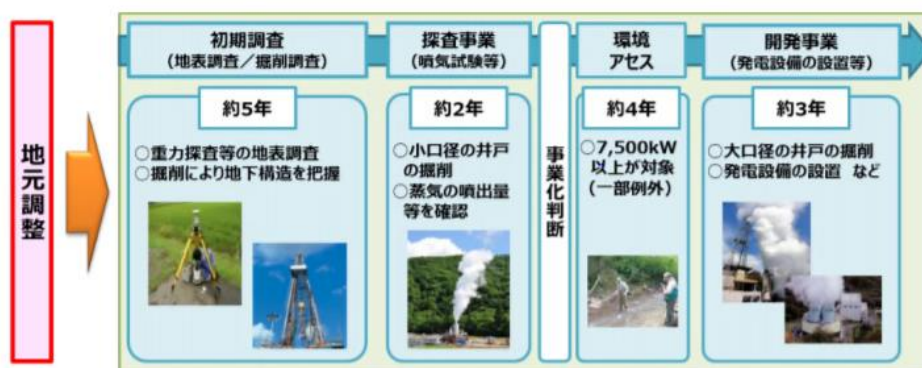 地元調整
初期調査
(地表調査／掘削調査)
約5年
○重力探査等の地表調査
○掘削により地下構造を把握
探査事業
(噴気試験等)
約2年
○小口径の井戸
の掘削
○蒸気の噴出量
等を確認
事業化判断
環境
アセス
約4年
○7,500kW
以上が対象
(一部例外)
開発事業
(発電設備の設置等)
約3年
○大口径の井戸の掘削
○発電設備の設置 など